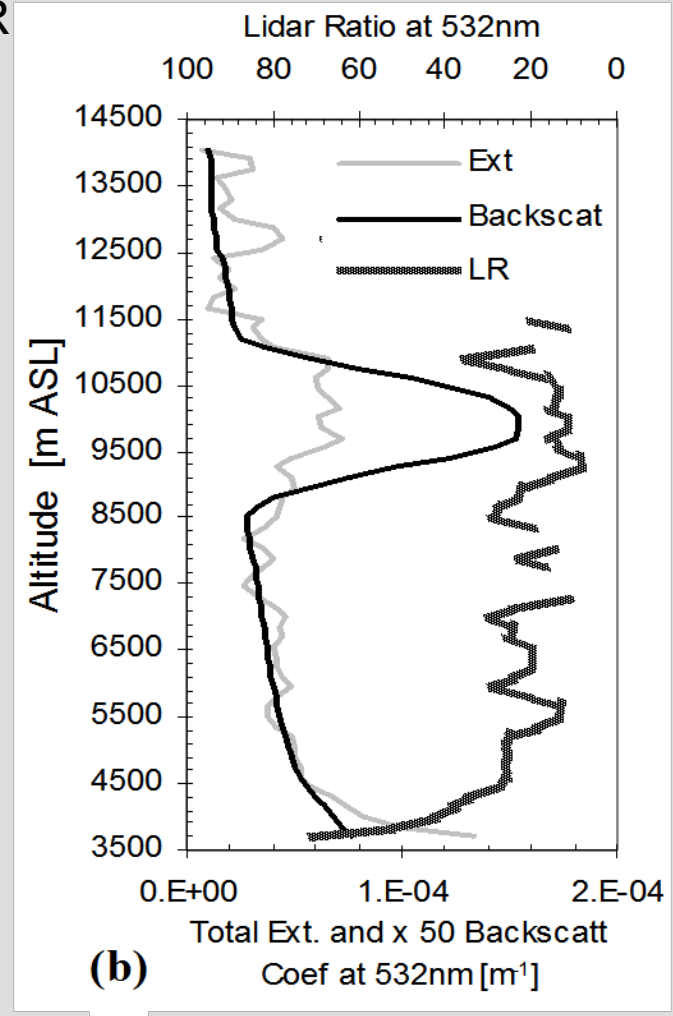 R
Lidar Ratio at 532nm
100 80 60 40 20 0
14500
13500
12500
11500
10500
9500
8500
7500
6500
5500
4500
3500
Altitude [m ASL]
Ext
Backscat
LR
0.E+00 1.E-04 2.E-04
Total Ext. and x 50 Backscatt
Coef at 532nm [m-1]
(b)